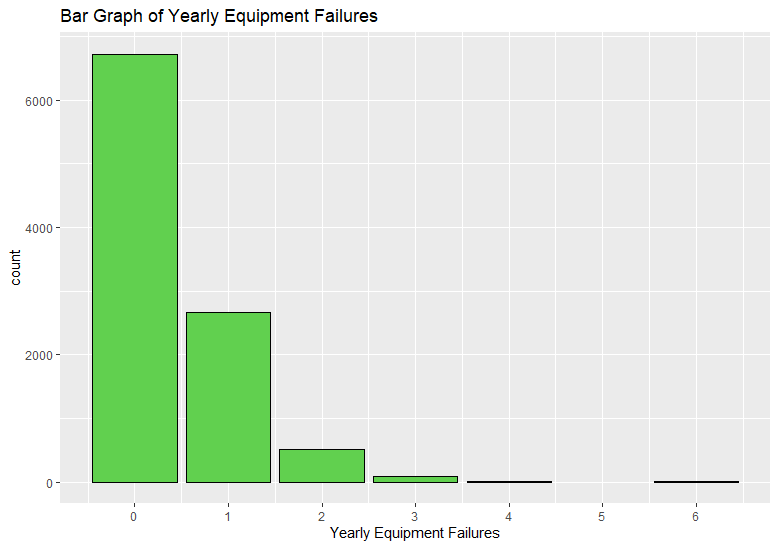 Bar Graph of Yearly Equipment Failures
6000
4000
2000
0
count
0 1 2 3 4 5 6
Yearly Equipment Failures